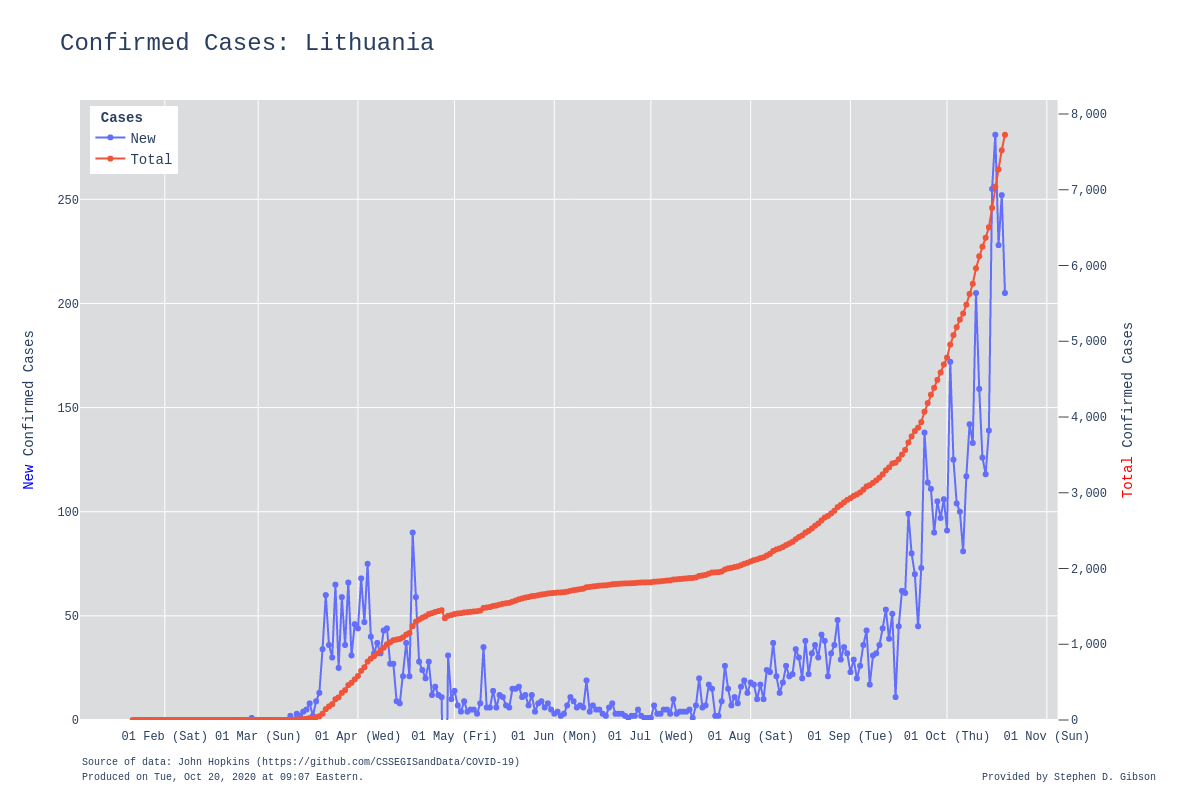 Confirmed Cases: Lithuania
Cases
New
Total
8,000
7,000
6,000
5,000
4,000
3,000
2,000
1,000
0
250
200
150
100
50
0
New Confirmed Cases
Total Confirmed Cases
01 Feb (Sat) 01 Mar (Sun) 01 Apr (Wed) 01 May (Fri) 01 Jun (Mon) 01 Jul (Wed) 01 Aug (Sat) 01 Sep (Tue) 01 Oct (Thu) 01 Nov (Sun)
Source of data: John Hopkins (https://github.com/CSSEGISandData/COVID-19)
Produced on Tue, Oct 20, 2020 at 09:07 Eastern.
Provided by Stephen D. Gibson